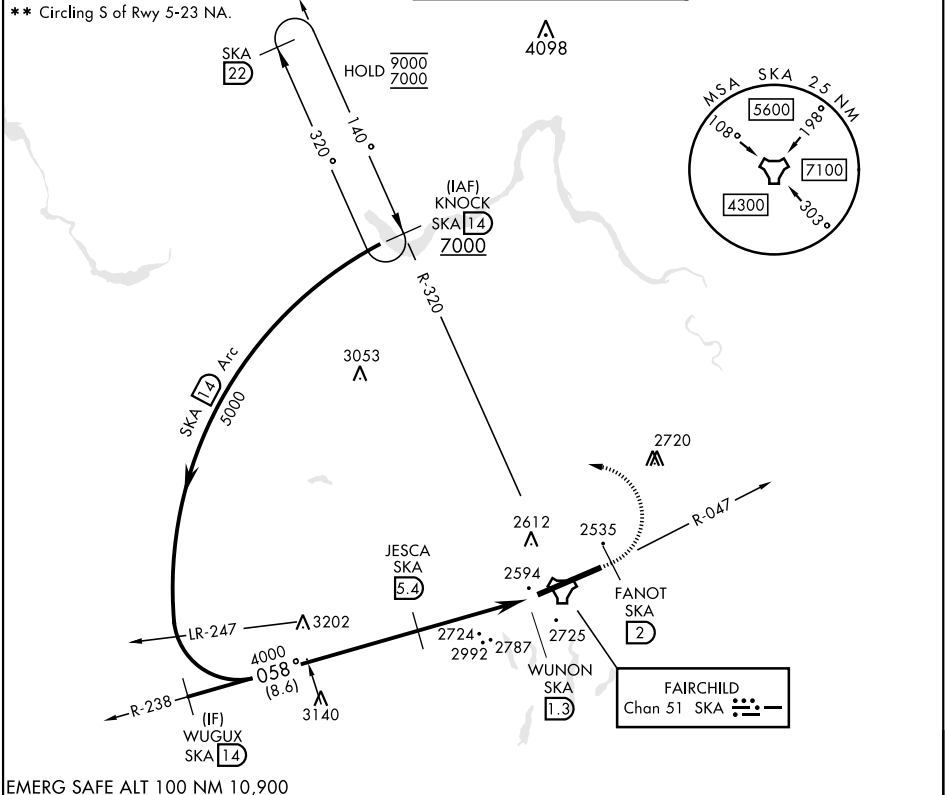 ** Circling S of Rwy 5-23 NA.
SKA
22
HOLD 9000
7000
4098
MSA SKA 25 NM
5600
108°
198°
7100
4300
303°
320°
140°
(IAF)
KNOCK
SKA 14
7000
R-320
SKA 14 Arc
5000
3053
2720
R-047
2612
2535
JESCA
SKA
5.4
2594
FANOT
SKA
2
LR-247
3202
2724
2787
2992
2725
4000
058°
(8.6)
WUNON
SKA
1.3
R-238
3140
(IF)
WUGUX
SKA 14
FAIRCHILD
Chan 51 SKA
EMERG SAFE ALT 100 NM 10,900